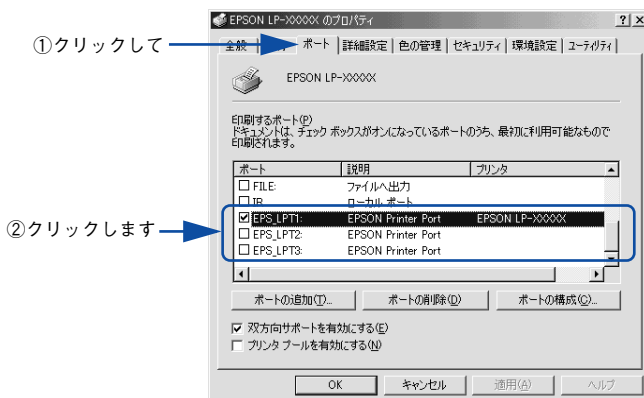 EPSON LP-XXXXX のプロパティ
①クリックして
全般
ポート
詳細設定
色の管理
セキュリティ
環境設定
ユーティリティ
EPSON LP-XXXXX
印刷するポート(P)
ドキュメントは、チェック ボックスがオンになっているポートのうち、最初に利用可能なもので
印刷されます。
ポート 説明 プリンタ
FILE: ファイルへ出力
IR ローカル ポート
EPS_LPT1: EPSON Printer Port EPSON LP-XXXXX
②クリックします
EPS_LPT2: EPSON Printer Port
EPS_LPT3: EPSON Printer Port
ポートの追加(T)... ポートの削除(D) ポートの構成(C)...
双方向サポートを有効にする(E)
プリンタ プールを有効にする(N)
OK キャンセル 適用(A) ヘルプ